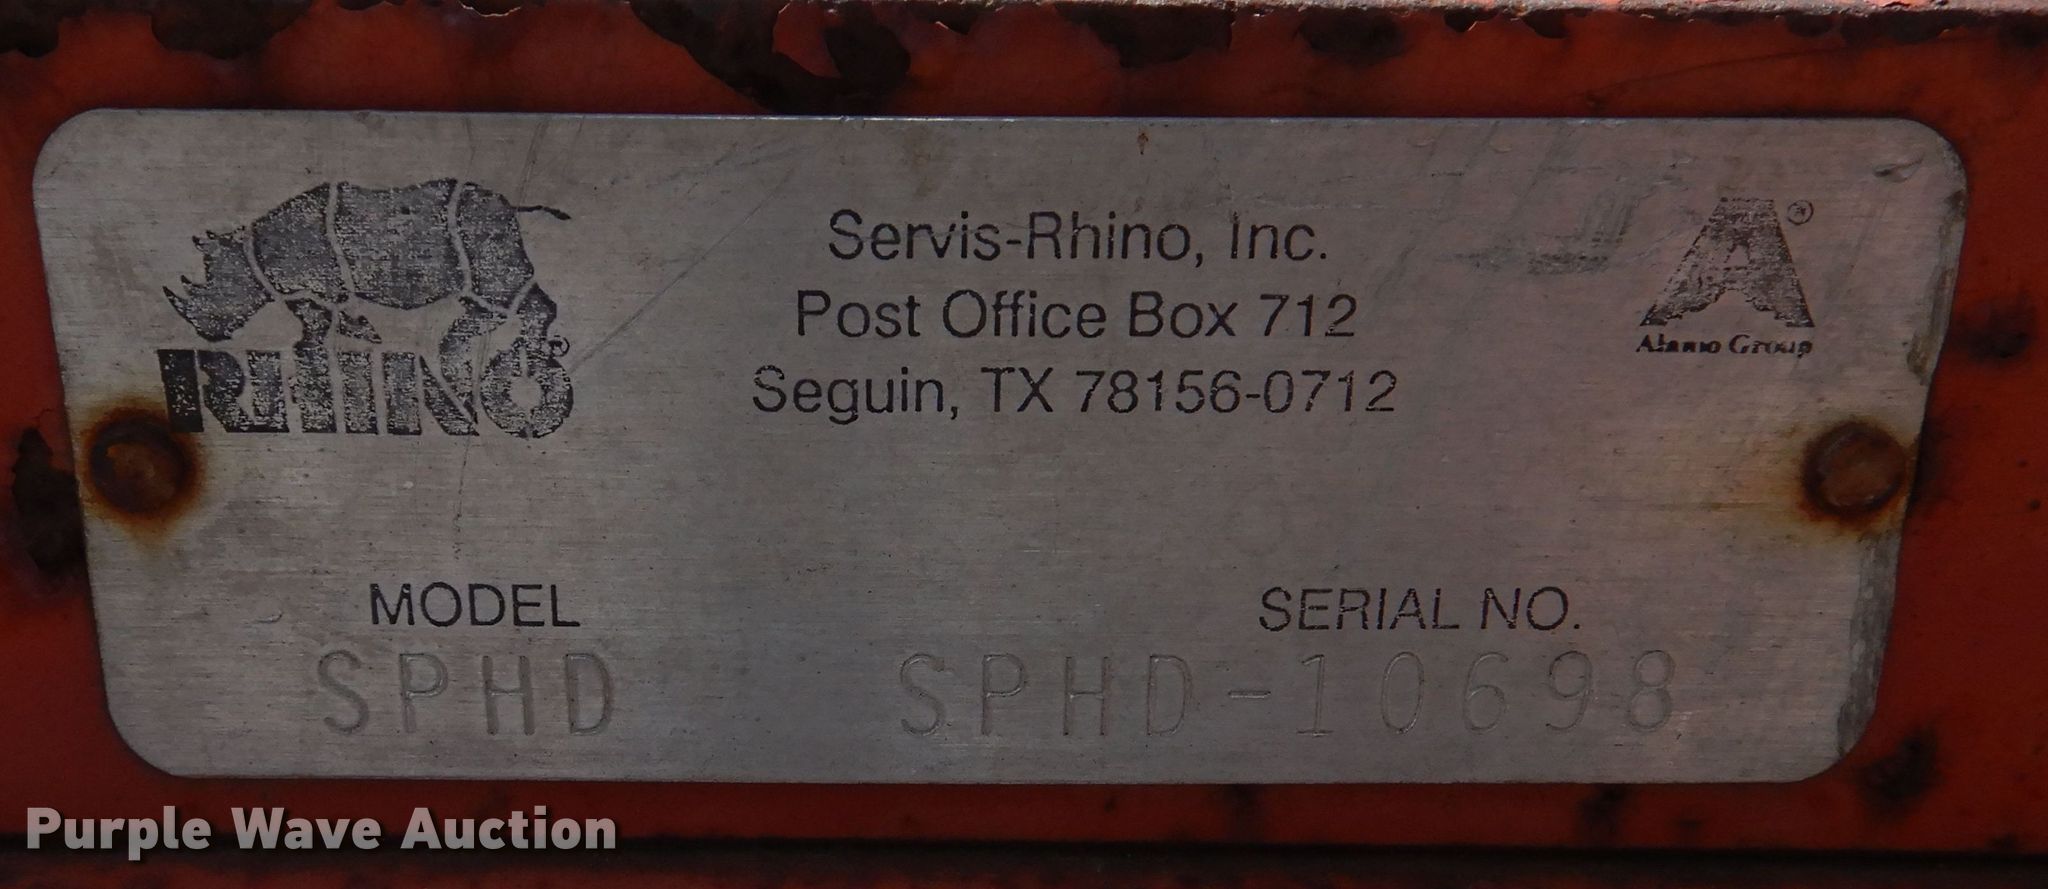 RHINO®
Servis-Rhino, Inc.
Post Office Box 712
Seguin, TX 78156-0712
A®
Alamo Group
MODEL
SERIAL NO.
SPHD
SPHD-10698
Purple Wave Auction